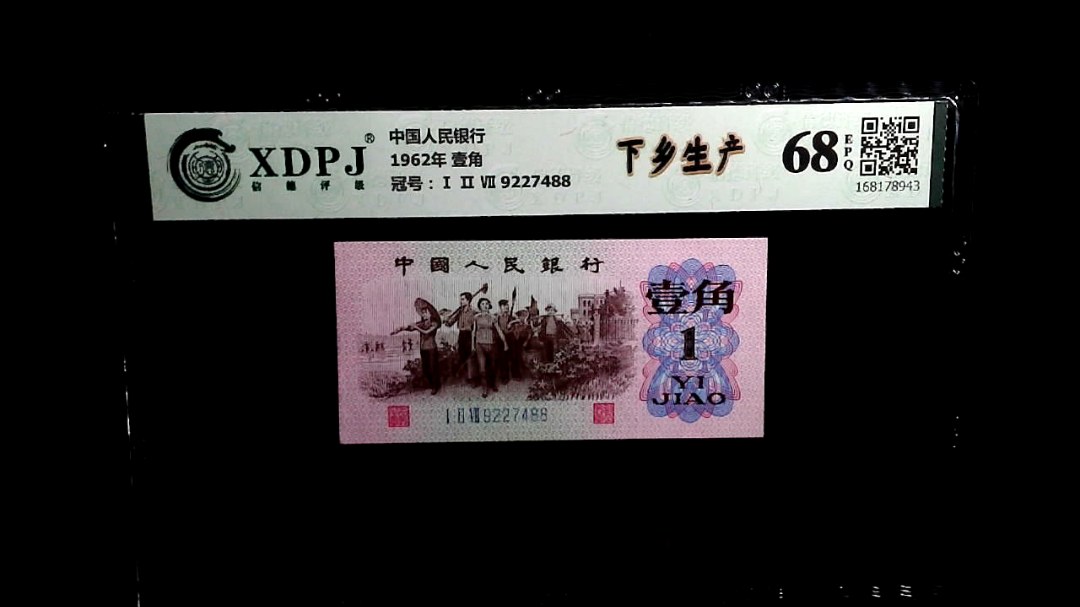 XDPJ®
信德评级
中国人民银行
1962年 壹角
冠号：Ⅰ Ⅱ Ⅶ 9227488
下乡生产
68
EPQ
168178943
中國人民銀行
壹角
1
YI
JIAO
Ⅰ Ⅱ Ⅶ 9227488